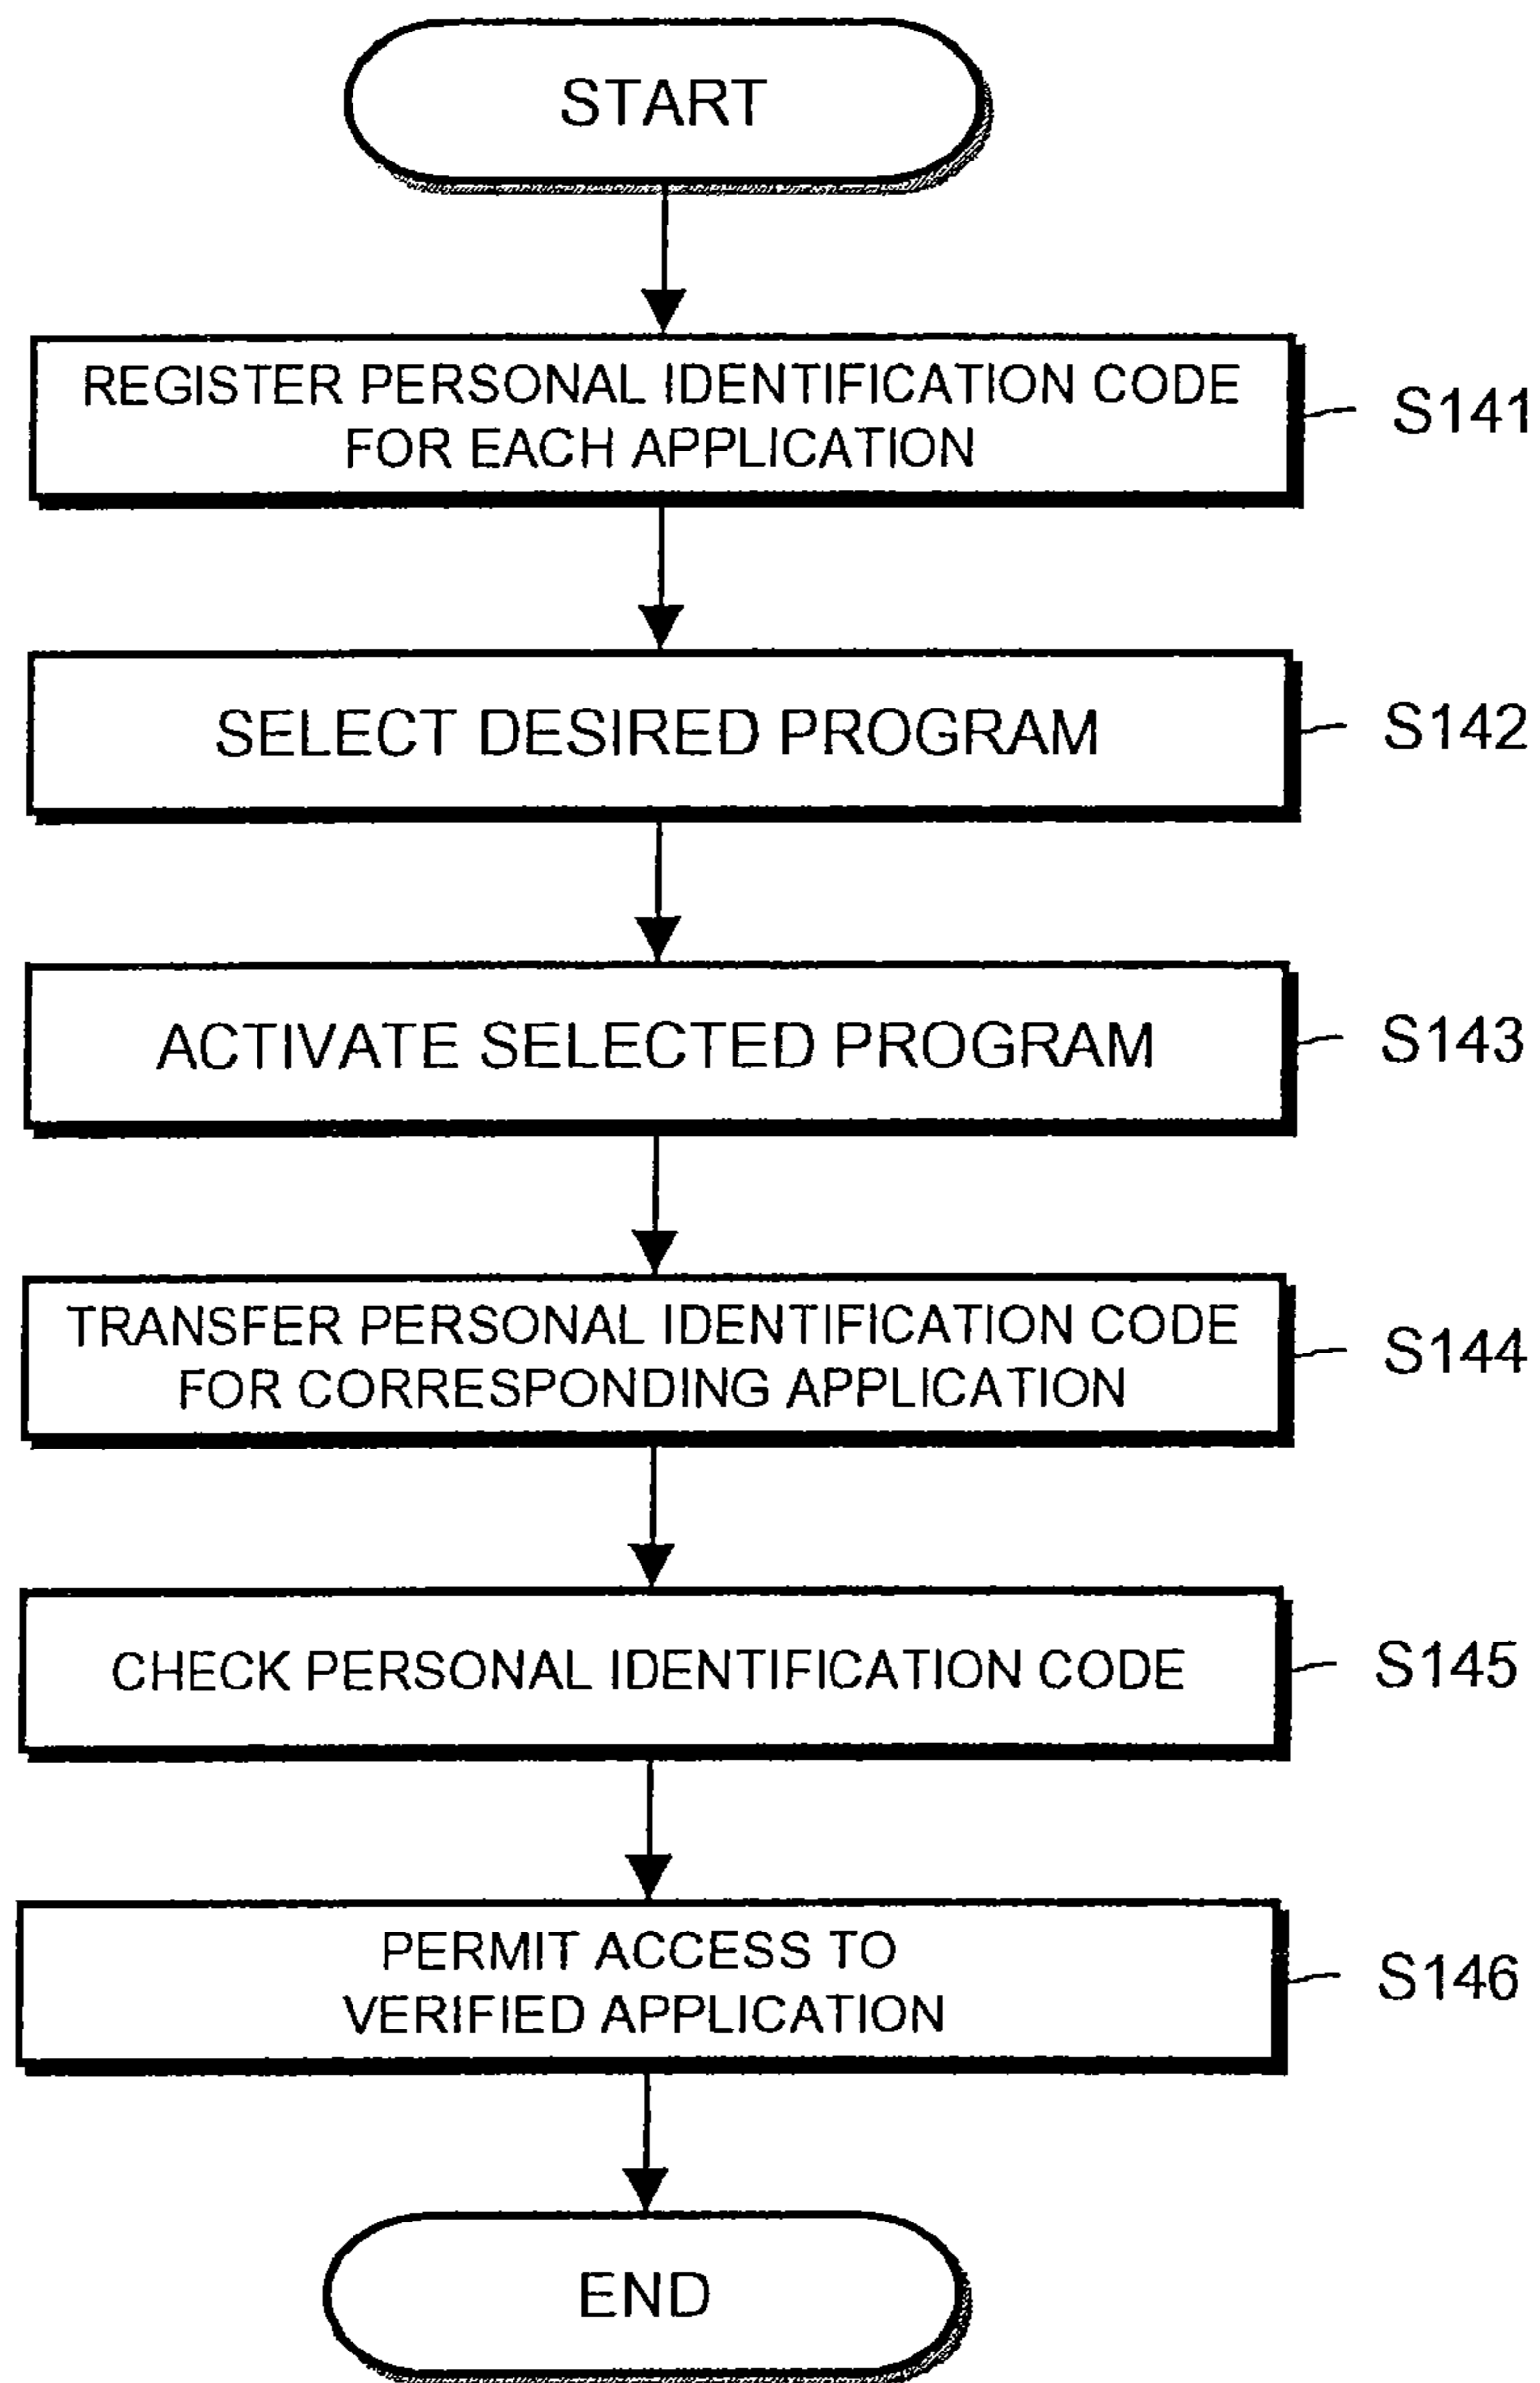 START
REGISTER PERSONAL IDENTIFICATION CODE
FOR EACH APPLICATION
S141
SELECT DESIRED PROGRAM
S142
ACTIVATE SELECTED PROGRAM
S143
TRANSFER PERSONAL IDENTIFICATION CODE
FOR CORRESPONDING APPLICATION
S144
CHECK PERSONAL IDENTIFICATION CODE
S145
PERMIT ACCESS TO
VERIFIED APPLICATION
S146
END